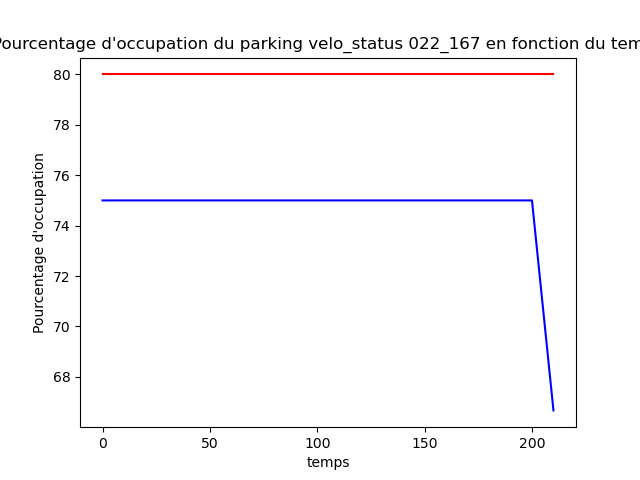 Pourcentage d'occupation du parking velo_status 022_167 en fonction du tem
80
78
76
74
72
70
68
Pourcentage d'occupation
0 50 100 150 200
temps